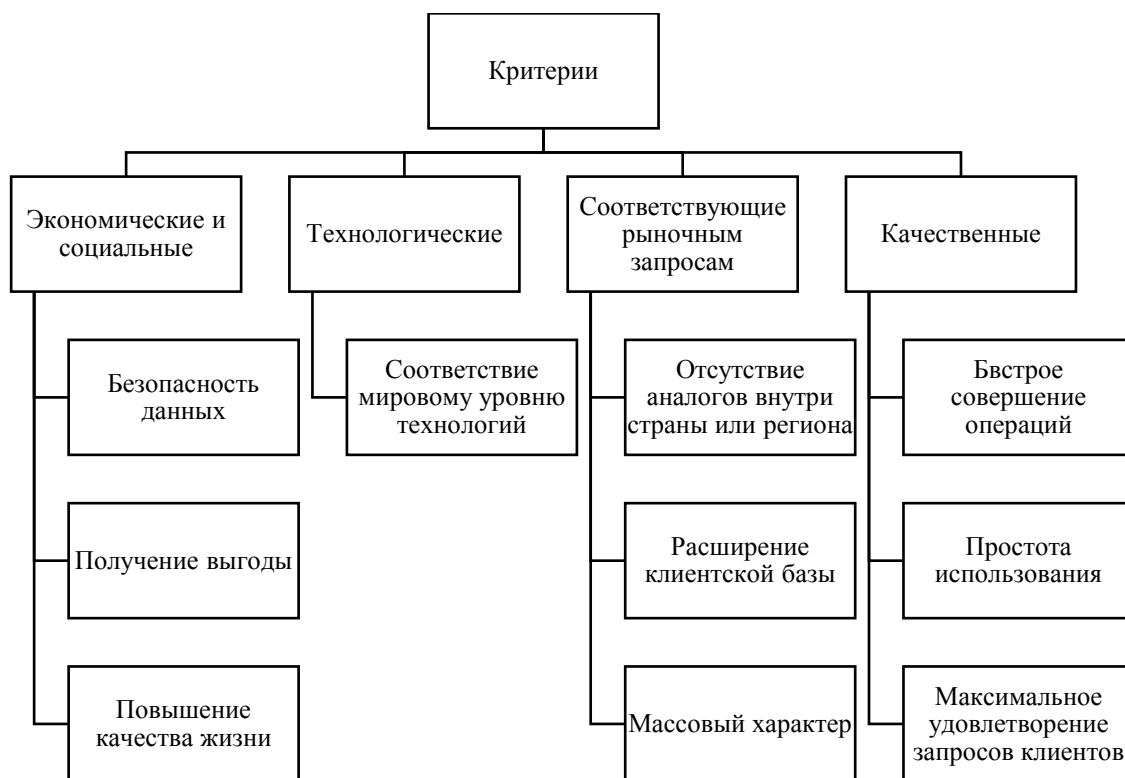 Критерии
Экономические и
социальные
Технологические
Соответствующие
рыночным
запросам
Качественные
Безопасность
данных
Соответствие
мировому уровню
технологий
Отсутствие
аналогов внутри
страны или региона
Бвстрое
совершение
операций
Получение выгоды
Расширение
клиентской базы
Простота
использования
Повышение
качества жизни
Массовый характер
Максимальное
удовлетворение
запросов клиентов